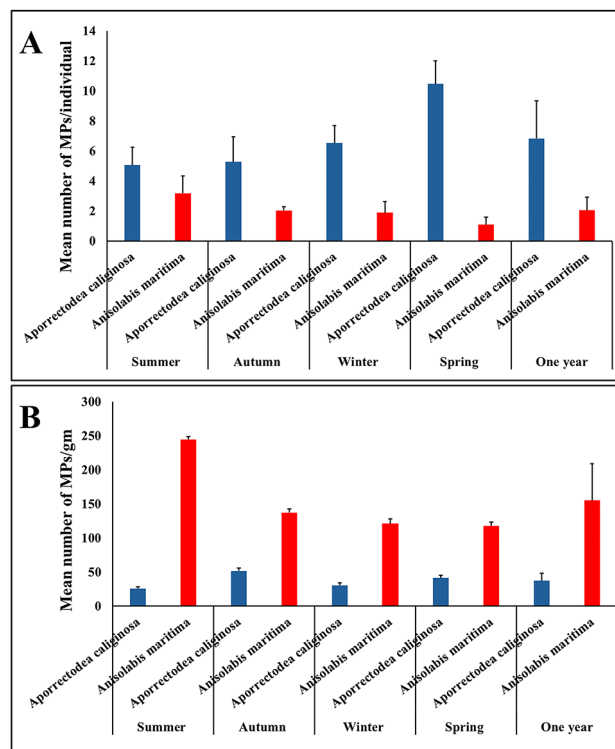 A
Mean number of MPs/individual
14
12
10
8
6
4
2
0
Aporrectodea caliginosa
Anisolabis maritima
Aporrectodea caliginosa
Anisolabis maritima
Aporrectodea caliginosa
Anisolabis maritima
Aporrectodea caliginosa
Anisolabis maritima
Aporrectodea caliginosa
Anisolabis maritima
Summer Autumn Winter Spring One year
B
Mean number of MPs/gm
300
250
200
150
100
50
0
Aporrectodea caliginosa
Anisolabis maritima
Aporrectodea caliginosa
Anisolabis maritima
Aporrectodea caliginosa
Anisolabis maritima
Aporrectodea caliginosa
Anisolabis maritima
Aporrectodea caliginosa
Anisolabis maritima
Summer Autumn Winter Spring One year